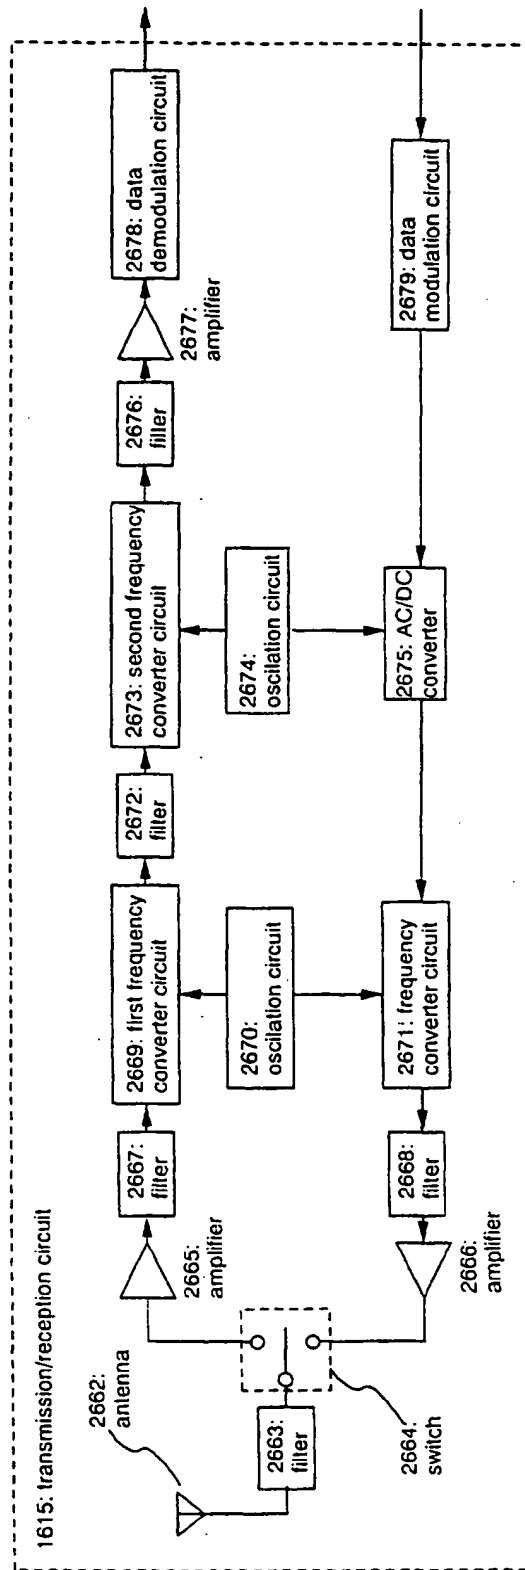 1615: transmission/reception circuit
2662:
antenna
2663:
filter
2664:
switch
2665:
amplifier
2667:
filter
2669: first frequency
converter circuit
2672:
filter
2673: second frequency
converter circuit
2676:
filter
2677:
amplifier
2678: data
demodulation circuit
2670:
oscilation circuit
2674:
oscilation circuit
2666:
amplifier
2668:
filter
2671: frequency
converter circuit
2675: AC/DC
converter
2679: data
modulation circuit